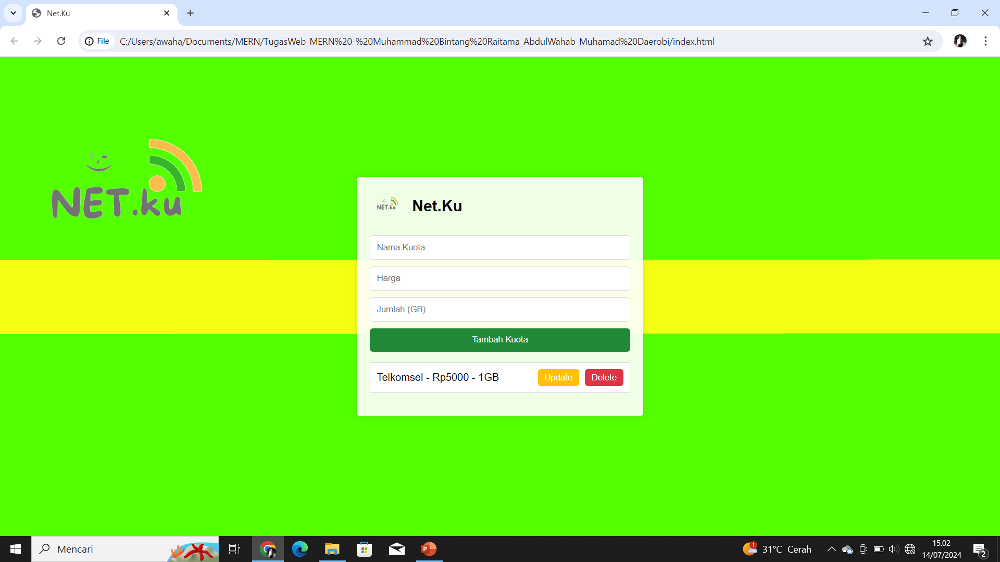 Net.Ku
File
C:/Users/awaha/Documents/MERN/TugasWeb_MERN%20-%20Muhammad%20Bintang%20Raitama_AbdulWahab_Muhamad%20Daerobi/index.html
NET.ku
NET.ku
Net.Ku
Nama Kuota
Harga
Jumlah (GB)
Tambah Kuota
Telkomsel - Rp5000 - 1GB
Update
Delete
Mencari
1
31°C Cerah
15.02
14/07/2024
2